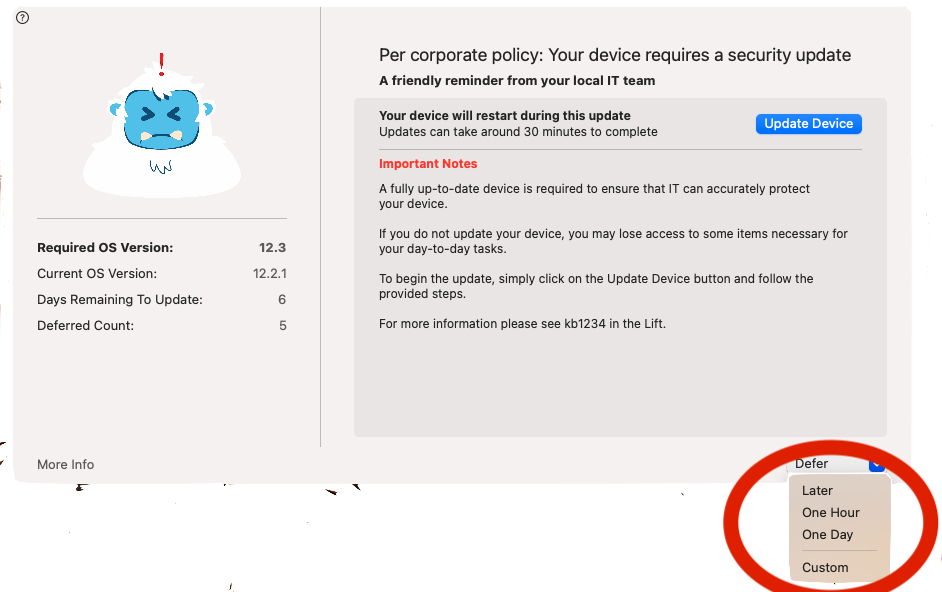 Per corporate policy: Your device requires a security update
A friendly reminder from your local IT team
Your device will restart during this update
Updates can take around 30 minutes to complete
Update Device
Important Notes
A fully up-to-date device is required to ensure that IT can accurately protect
your device.
If you do not update your device, you may lose access to some items necessary for
your day-to-day tasks.
To begin the update, simply click on the Update Device button and follow the
provided steps.
For more information please see kb1234 in the Lift.
Required OS Version: 12.3
Current OS Version: 12.2.1
Days Remaining To Update: 6
Deferred Count: 5
More Info
Defer
Later
One Hour
One Day
Custom